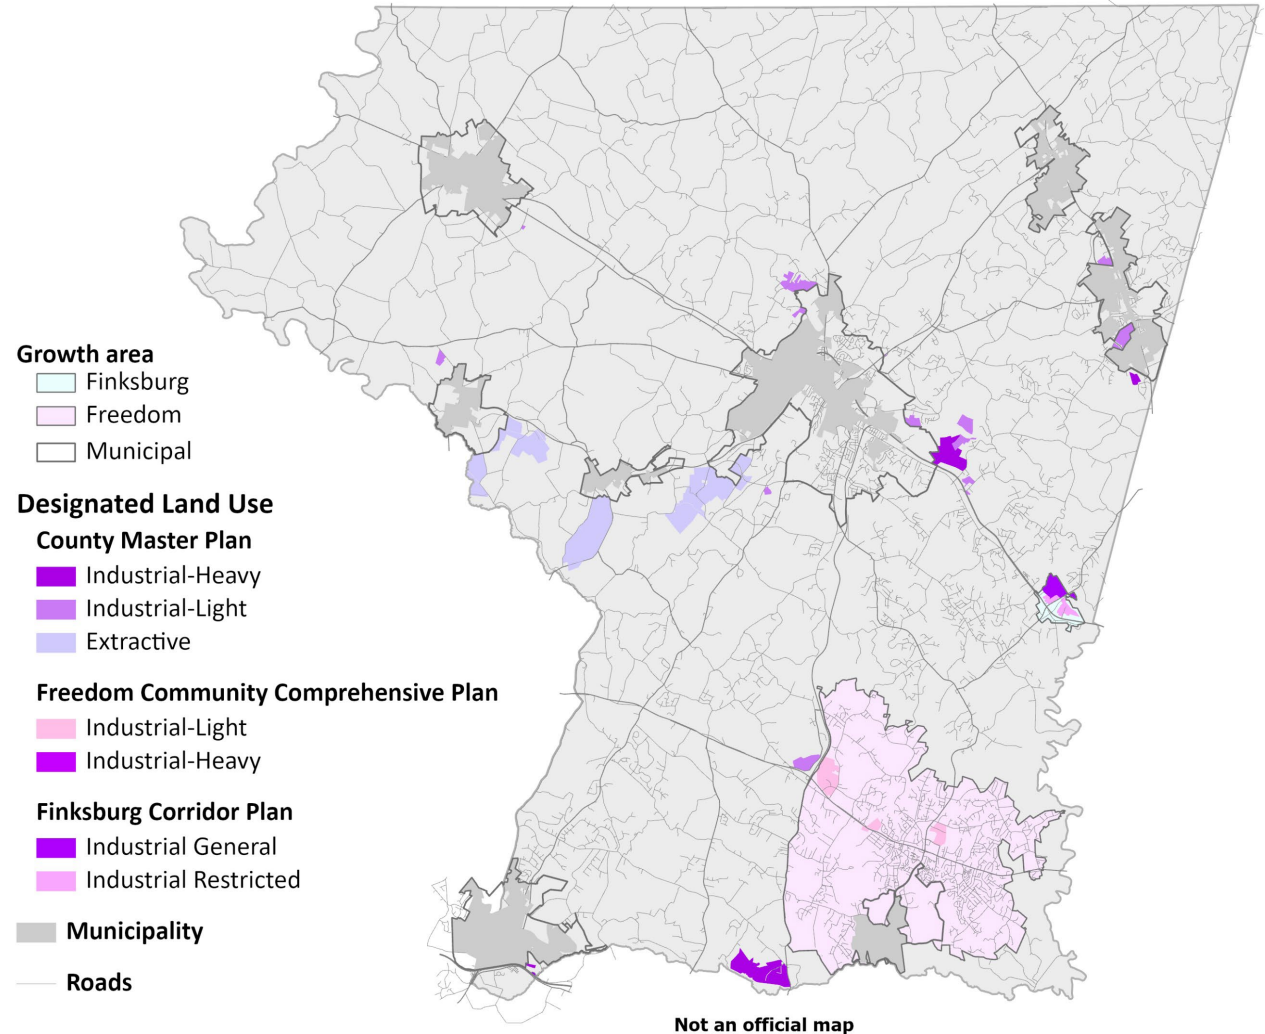 Growth area
Finksburg
Freedom
Municipal
Designated Land Use
County Master Plan
Industrial-Heavy
Industrial-Light
Extractive
Freedom Community Comprehensive Plan
Industrial-Light
Industrial-Heavy
Finksburg Corridor Plan
Industrial General
Industrial Restricted
Municipality
Roads
Not an official map